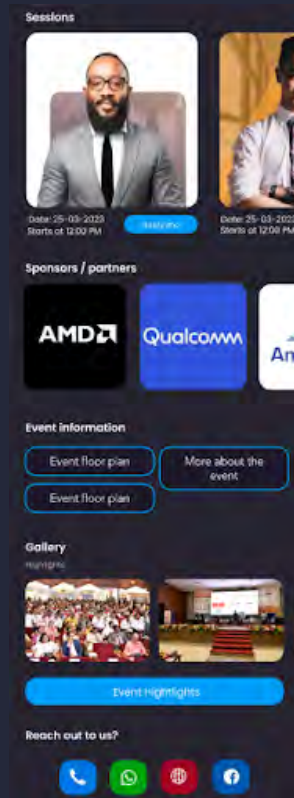 Sessions
Date: 25-03-2023
Starts at 12:00 PM
Date: 25-03-2023
Starts at 12:00 PM
Sponsors / partners
AMD
Qualcomm
An
Event information
Event floor plan
More about the
event
Event floor plan
Gallery
Highlights
Event Hightlights
Reach out to us?